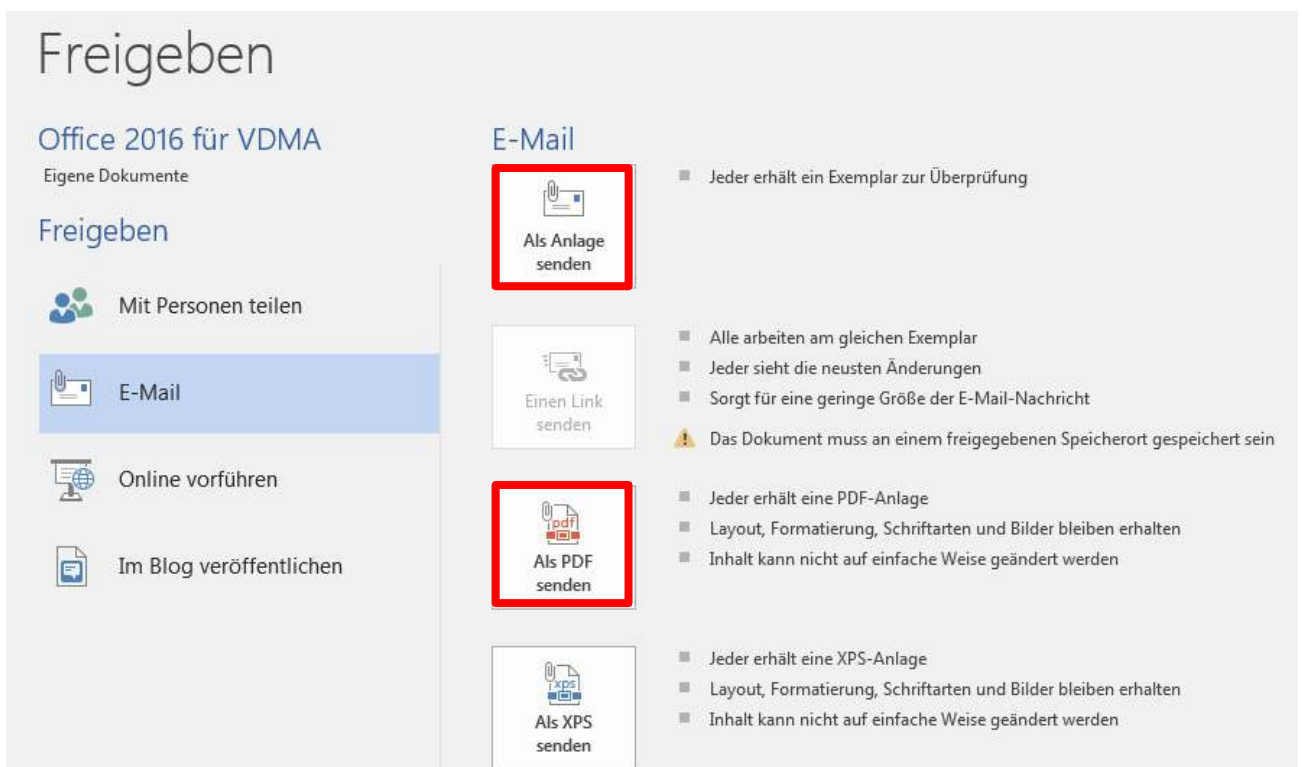 Freigeben
Office 2016 für VDMA
Eigene Dokumente
Freigeben
Mit Personen teilen
E-Mail
Online vorführen
Im Blog veröffentlichen
E-Mail
Als Anlage
senden
Jeder erhält ein Exemplar zur Überprüfung
Einen Link
senden
Alle arbeiten am gleichen Exemplar
Jeder sieht die neusten Änderungen
Sorgt für eine geringe Größe der E-Mail-Nachricht
Das Dokument muss an einem freigegebenen Speicherort gespeichert sein
pdf
Als PDF
senden
Jeder erhält eine PDF-Anlage
Layout, Formatierung, Schriftarten und Bilder bleiben erhalten
Inhalt kann nicht auf einfache Weise geändert werden
xps
Als XPS
senden
Jeder erhält eine XPS-Anlage
Layout, Formatierung, Schriftarten und Bilder bleiben erhalten
Inhalt kann nicht auf einfache Weise geändert werden